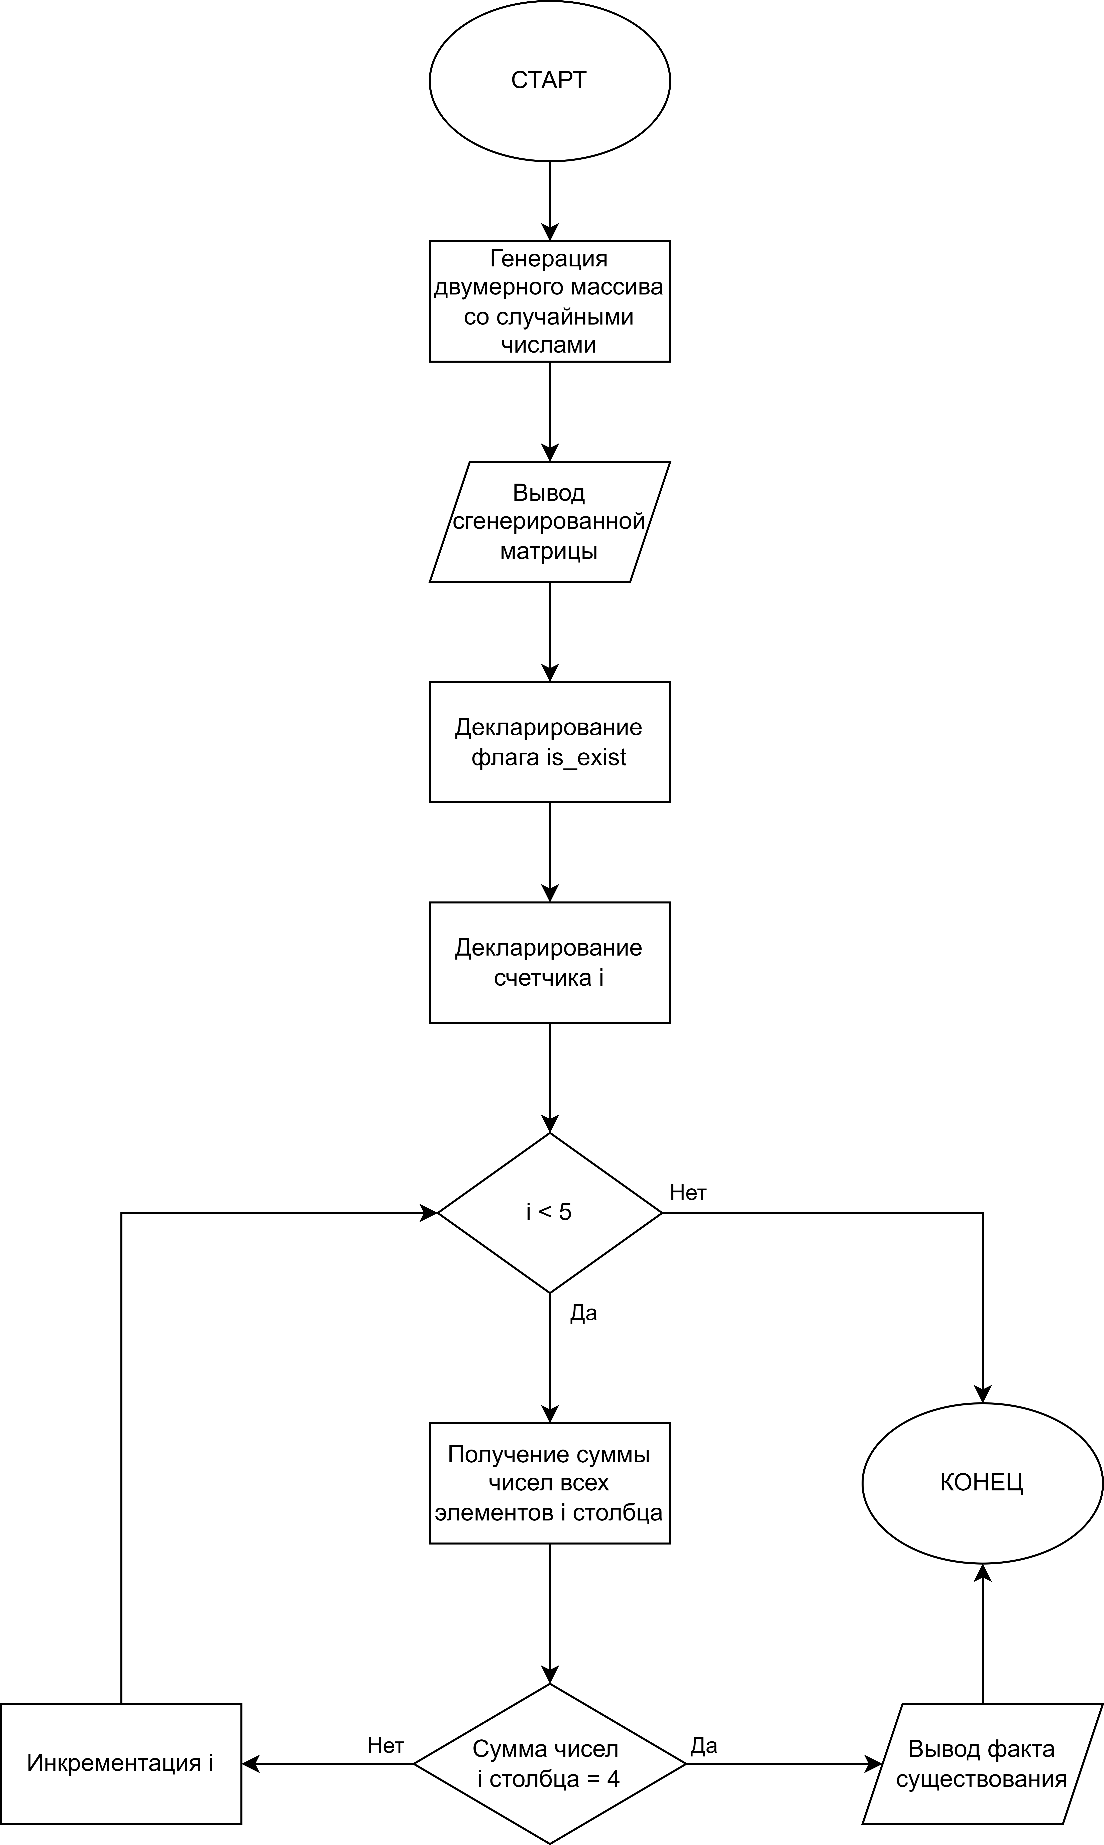 СТАРТ
Генерация
двумерного массива
со случайными
числами
Вывод
сгенерированной
матрицы
Декларирование
флага is_exist
Декларирование
счетчика i
i < 5
Нет
Да
Получение суммы
чисел всех
элементов i столбца
КОНЕЦ
Инкрементация i
Нет
Сумма чисел
i столбца = 4
Да
Вывод факта
существования